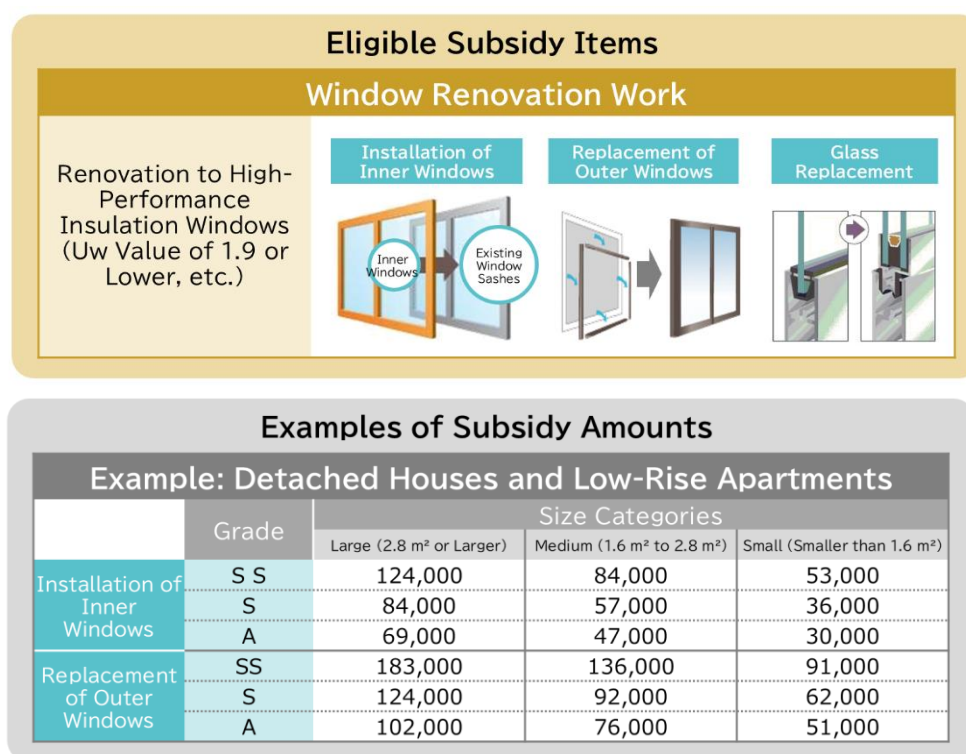 Eligible Subsidy Items
Window Renovation Work
Renovation to High-
Performance
Insulation Windows
(Uw Value of 1.9 or
Lower, etc.)
Installation of
Inner Windows
Inner
Windows
Existing
Window
Sashes
Replacement of
Outer Windows
Glass
Replacement
Examples of Subsidy Amounts
Example: Detached Houses and Low-Rise Apartments
Grade
Size Categories
Large (2.8 m² or Larger) Medium (1.6 m² to 2.8 m²) Small (Smaller than 1.6 m²)
Installation of
Inner
Windows
S S 124,000 84,000 53,000
S 84,000 57,000 36,000
A 69,000 47,000 30,000
Replacement
of Outer
Windows
SS 183,000 136,000 91,000
S 124,000 92,000 62,000
A 102,000 76,000 51,000